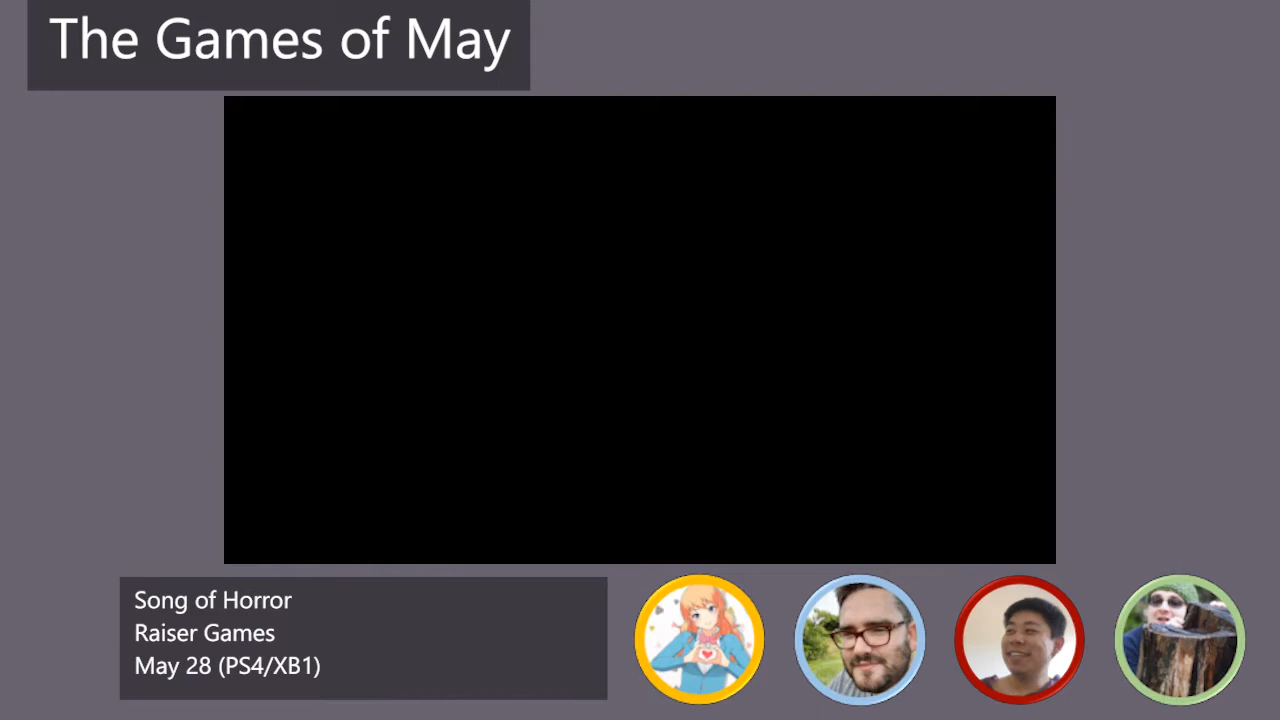 The Games of May
Song of Horror
Raiser Games
May 28 (PS4/XB1)